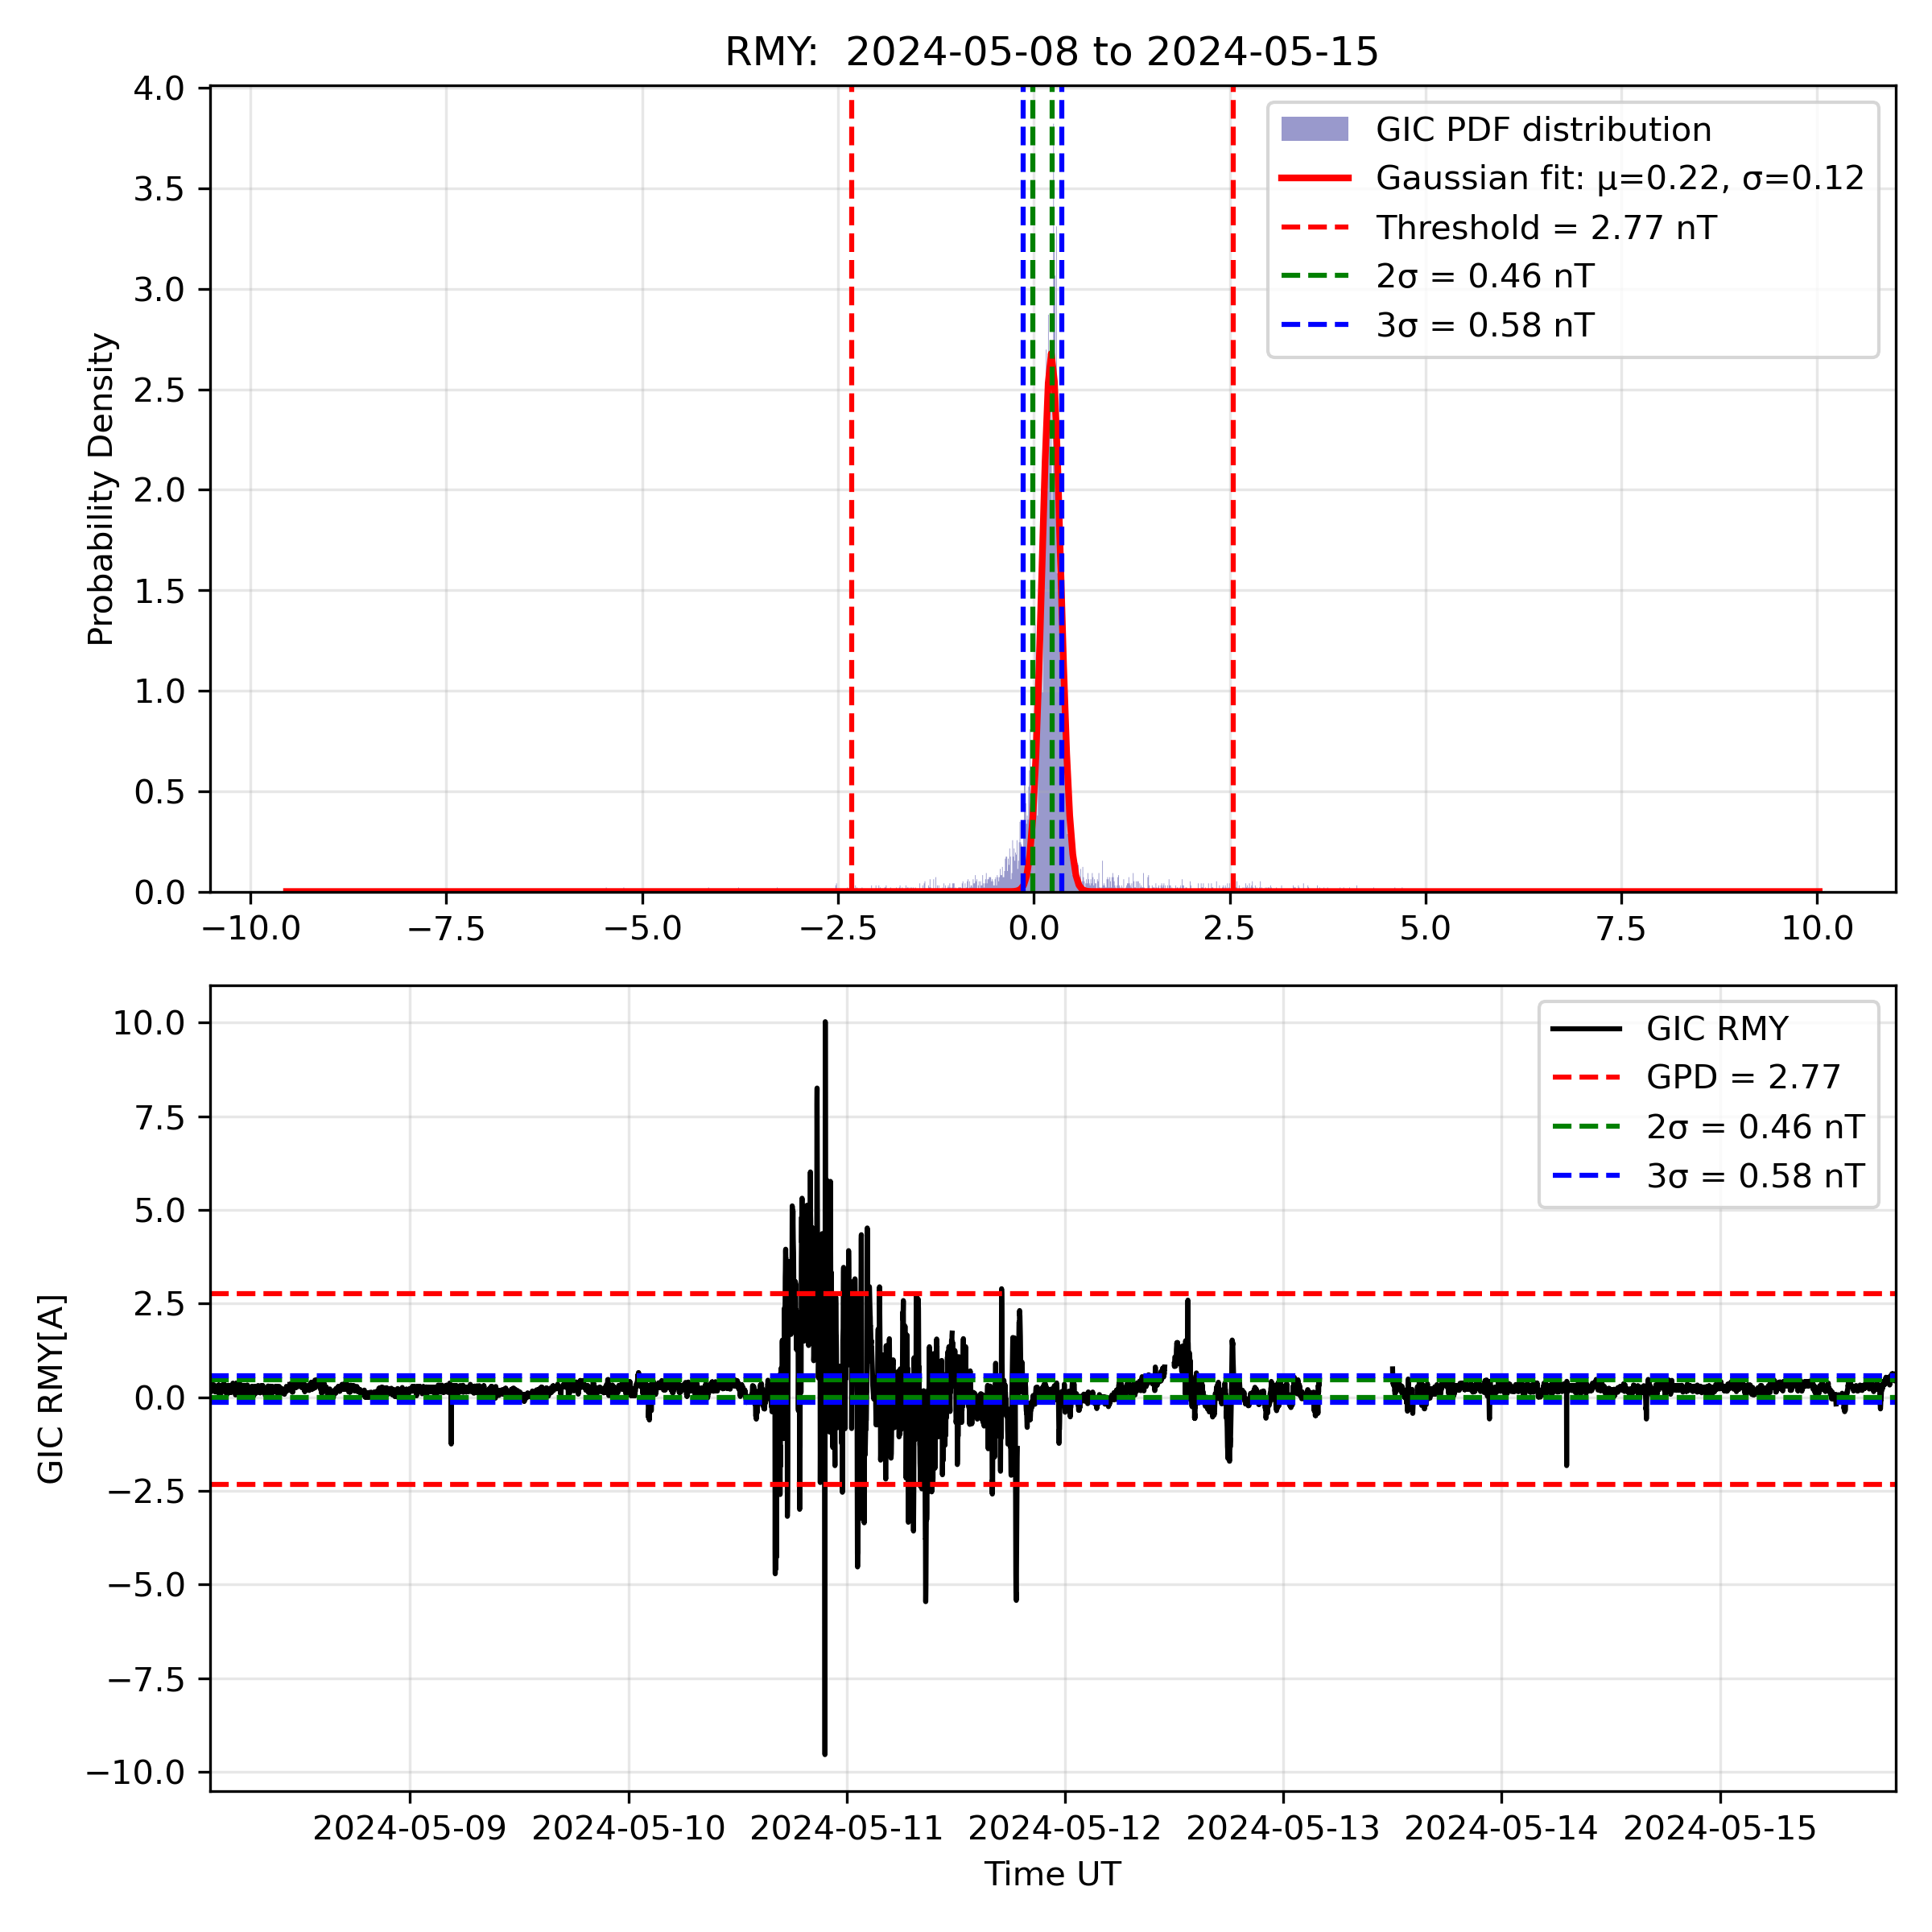 RMY:  2024-05-08 to 2024-05-15
Probability Density
4.0
3.5
3.0
2.5
2.0
1.5
1.0
0.5
0.0
GIC PDF distribution
Gaussian fit: μ=0.22, σ=0.12
Threshold = 2.77 nT
2σ = 0.46 nT
3σ = 0.58 nT
−10.0 −7.5 −5.0 −2.5 0.0 2.5 5.0 7.5 10.0
GIC RMY[A]
10.0
7.5
5.0
2.5
0.0
−2.5
−5.0
−7.5
−10.0
GIC RMY
GPD = 2.77
2σ = 0.46 nT
3σ = 0.58 nT
2024-05-09 2024-05-10 2024-05-11 2024-05-12 2024-05-13 2024-05-14 2024-05-15
Time UT